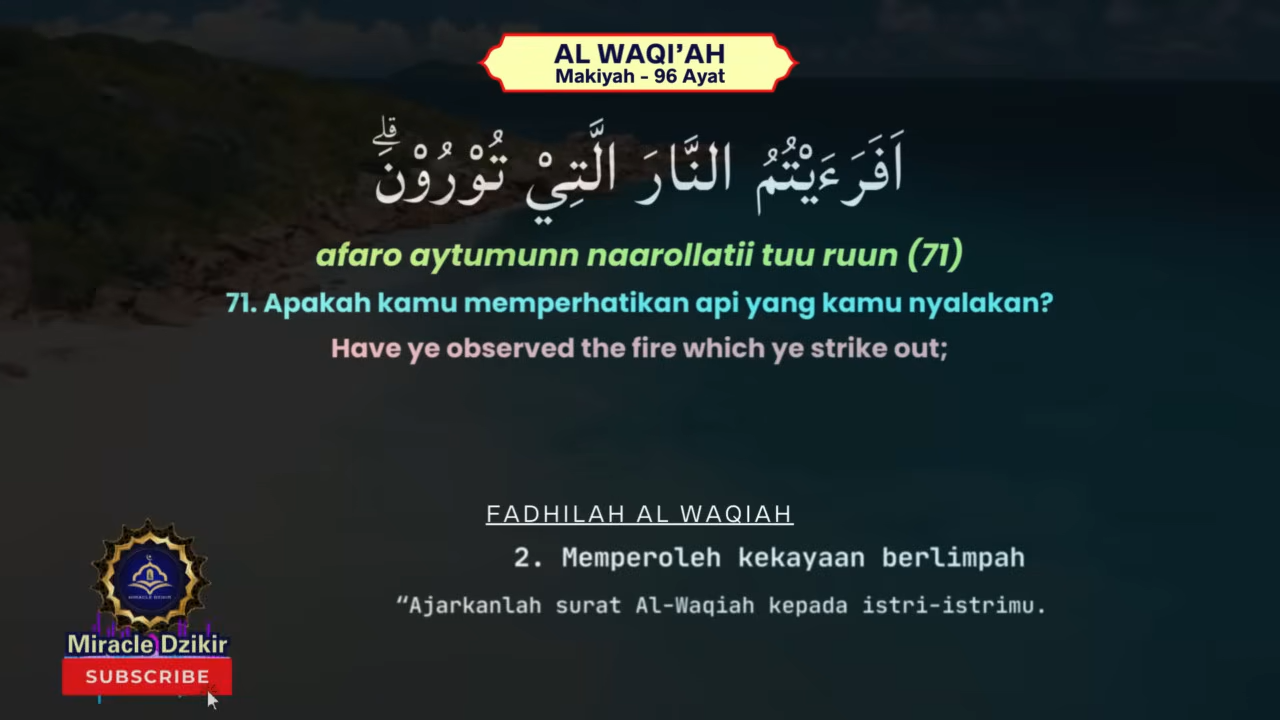 AL WAQI’AH
Makiyah - 96 Ayat
اَفَرَءَيْتُمُ النَّارَ الَّتِيْ تُوْرُوْنَۗ
afaro aytumunn naarollatii tuu ruun (71)
71. Apakah kamu memperhatikan api yang kamu nyalakan?
Have ye observed the fire which ye strike out;
FADHILAH AL WAQIAH
2. Memperoleh kekayaan berlimpah
“Ajarkanlah surat Al-Waqiah kepada istri-istrimu.
MIRACLE DZIKIR
Miracle Dzikir
SUBSCRIBE